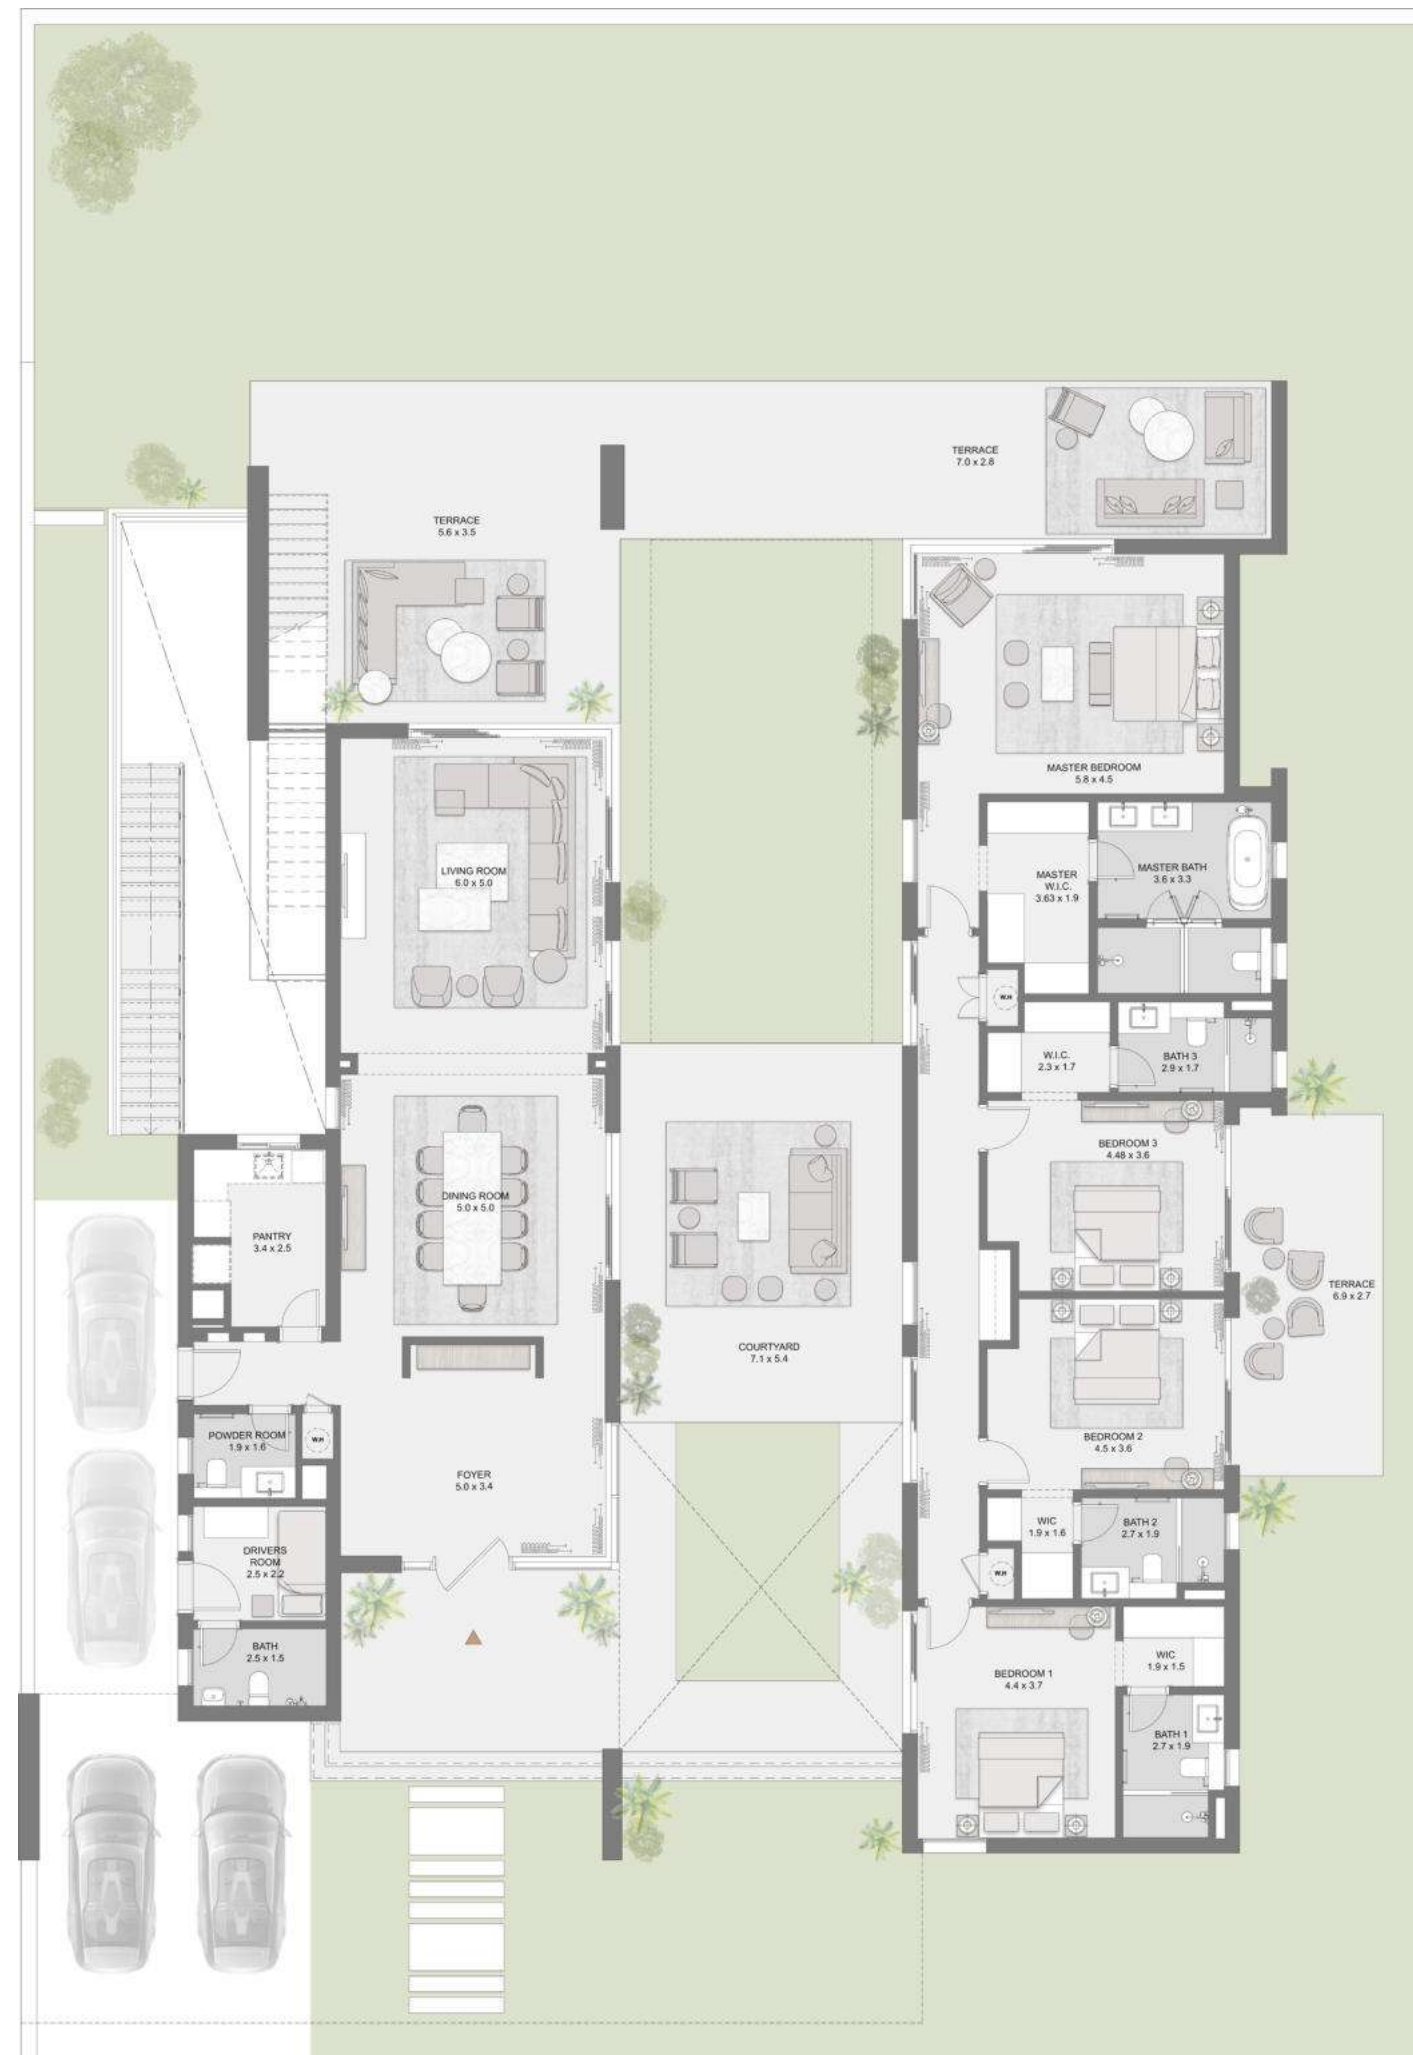 TERRACE
7.0 x 2.8
TERRACE
5.6 x 3.5
MASTER BEDROOM
5.8 x 4.5
LIVING ROOM
6.0 x 5.0
MASTER
W.I.C.
3.63 x 1.9
MASTER BATH
3.6 x 3.3
W.H
W.I.C.
2.3 x 1.7
BATH 3
2.9 x 1.7
BEDROOM 3
4.48 x 3.6
DINING ROOM
5.0 x 5.0
PANTRY
3.4 x 2.5
TERRACE
6.9 x 2.7
COURTYARD
7.1 x 5.4
POWDER ROOM
1.9 x 1.6
W.H
BEDROOM 2
4.5 x 3.6
FOYER
5.0 x 3.4
WIC
1.9 x 1.6
BATH 2
2.7 x 1.9
DRIVERS
ROOM
2.5 x 2.2
W.H
BATH
2.5 x 1.5
BEDROOM 1
4.4 x 3.7
WIC
1.9 x 1.5
BATH 1
2.7 x 1.9